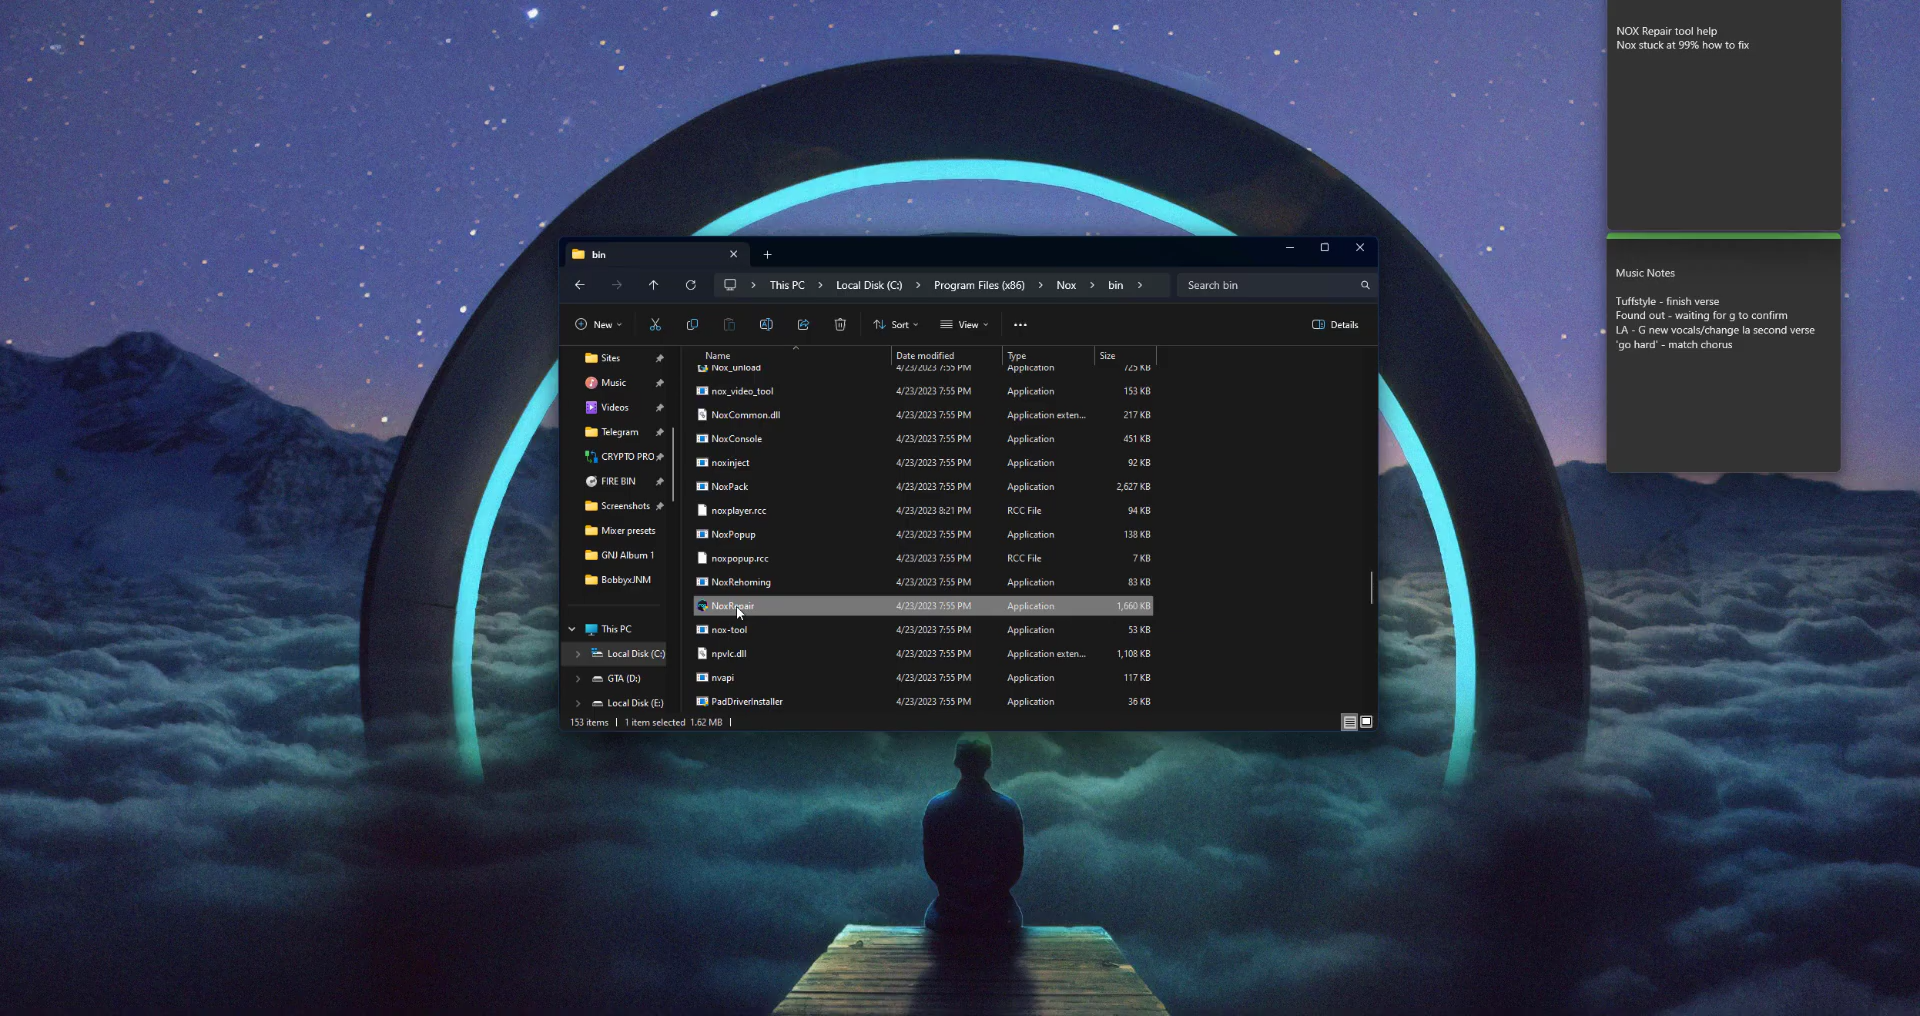 NOX Repair tool help
Nox stuck at 99% how to fix
Music Notes
Tuffstyle - finish verse
Found out - waiting for g to confirm
LA - G new vocals/change la second verse
'go hard' - match chorus
bin
This PC > Local Disk (C:) > Program Files (x86) > Nox > bin >
Search bin
New
Sort
View
Details
Sites
Music
Videos
Telegram
CRYPTO PRO
FIRE BIN
Screenshots
Mixer presets
GNJ Album 1
BobbyxJNM
This PC
Local Disk (C:)
GTA (D:)
Local Disk (E:)
Name Date modified Type Size
Nox_unload 4/23/2023 7:55 PM Application 725 KB
nox_video_tool 4/23/2023 7:55 PM Application 153 KB
NoxCommon.dll 4/23/2023 7:55 PM Application exten... 217 KB
NoxConsole 4/23/2023 7:55 PM Application 451 KB
noxinject 4/23/2023 7:55 PM Application 92 KB
NoxPack 4/23/2023 7:55 PM Application 2,627 KB
noxplayer.rcc 4/23/2023 8:21 PM RCC File 94 KB
NoxPopup 4/23/2023 7:55 PM Application 138 KB
noxpopup.rcc 4/23/2023 7:55 PM RCC File 7 KB
NoxRehoming 4/23/2023 7:55 PM Application 83 KB
NoxRepair 4/23/2023 7:55 PM Application 1,660 KB
nox-tool 4/23/2023 7:55 PM Application 53 KB
npvlc.dll 4/23/2023 7:55 PM Application exten... 1,108 KB
nvapi 4/23/2023 7:55 PM Application 117 KB
PadDriverInstaller 4/23/2023 7:55 PM Application 36 KB
153 items | 1 item selected 1.62 MB |